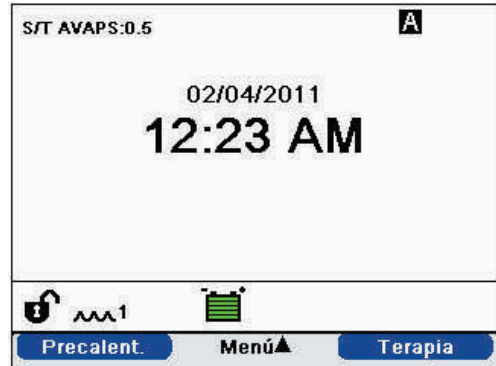 S/T AVAPS:0.5 A
02/04/2011
12:23 AM
1
Precalent. Menú▲ Terapia